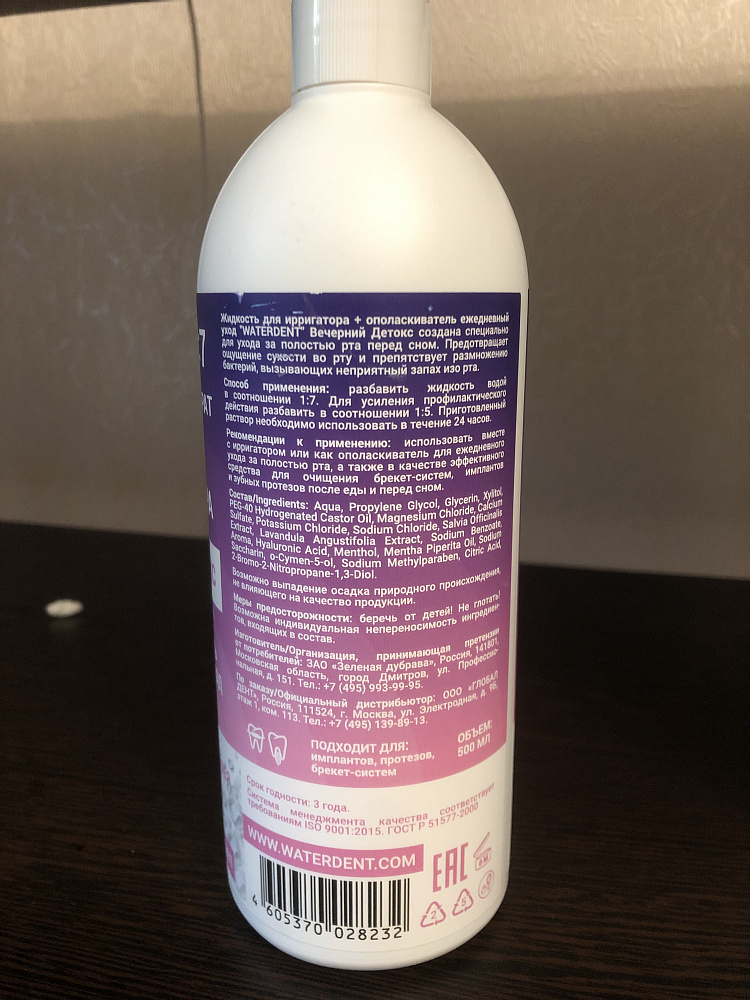 Жидкость для ирригатора + ополаскиватель ежедневный
уход "WATERDENT" Вечерний Детокс создана специально
для ухода за полостью рта перед сном. Предотвращает
ощущение сухости во рту и препятствует размножению
бактерий, вызывающих неприятный запах изо рта.
Способ применения: разбавить жидкость водой
в соотношении 1:7. Для усиления профилактического
действия разбавить в соотношении 1:5. Приготовленный
раствор необходимо использовать в течение 24 часов.
Рекомендации к применению: использовать вместе
с ирригатором или как ополаскиватель для ежедневного
ухода за полостью рта, а также в качестве эффективного
средства для очищения брекет-систем, имплантов
и зубных протезов после еды и перед сном.
Состав/Ingredients: Aqua, Propylene Glycol, Glycerin, Xylitol,
PEG-40 Hydrogenated Castor Oil, Magnesium Chloride, Calcium
Sulfate, Potassium Chloride, Sodium Chloride, Salvia Officinalis
Extract, Lavandula Angustifolia Extract, Sodium Benzoate,
Aroma, Hyaluronic Acid, Menthol, Mentha Piperita Oil, Sodium
Saccharin, o-Cymen-5-ol, Sodium Methylparaben, Citric Acid,
2-Bromo-2-Nitropropane-1,3-Diol.
Возможно выпадение осадка природного происхождения,
не влияющего на качество продукции.
Меры предосторожности: беречь от детей! Не глотать!
Возможна индивидуальная непереносимость ингредиен-
тов, входящих в состав.
Изготовитель/Организация, принимающая претензии
от потребителей: ЗАО «Зеленая дубрава», Россия, 141801,
Московская область, город Дмитров, ул. Профессио-
нальная, д. 151. Тел.: +7 (495) 993-99-95.
По заказу/Официальный дистрибьютор: ООО «ГЛОБАЛ
ДЕНТ», Россия, 111524, г. Москва, ул. Электродная, д. 9Б,
этаж 1, ком. 113. Тел.: +7 (495) 139-89-13.
ПОДХОДИТ ДЛЯ:
имплантов, протезов,
брекет-систем
ОБЪЕМ:
500 МЛ
Срок годности: 3 года.
Система менеджмента качества соответствует
требованиям ISO 9001:2015. ГОСТ Р 51577-2000
WWW.WATERDENT.COM
EAC
6 M
2
5
4 605370 028232